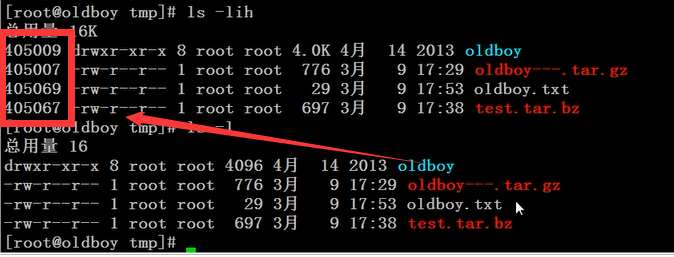 [root@oldboy tmp]# ls -lih
总用量 16K
405009 drwxr-xr-x 8 root root 4.0K 4月 14 2013 oldboy
405007 -rw-r--r-- 1 root root 776 3月 9 17:29 oldboy---.tar.gz
405069 -rw-r--r-- 1 root root 29 3月 9 17:53 oldboy.txt
405067 -rw-r--r-- 1 root root 697 3月 9 17:38 test.tar.bz
[root@oldboy tmp]# ls -l
总用量 16
drwxr-xr-x 8 root root 4096 4月 14 2013 oldboy
-rw-r--r-- 1 root root 776 3月 9 17:29 oldboy---.tar.gz
-rw-r--r-- 1 root root 29 3月 9 17:53 oldboy.txt
-rw-r--r-- 1 root root 697 3月 9 17:38 test.tar.bz
[root@oldboy tmp]#